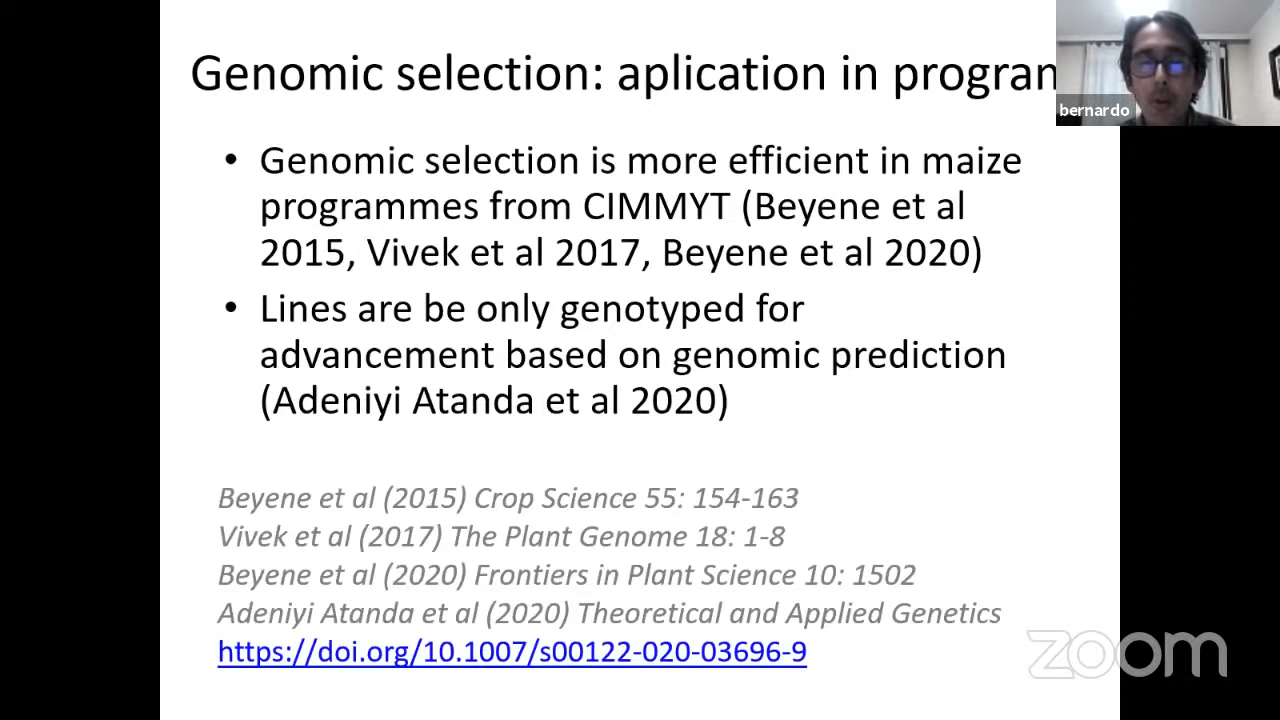 Genomic selection: aplication in program
bernardo
• Genomic selection is more efficient in maize
programmes from CIMMYT (Beyene et al
2015, Vivek et al 2017, Beyene et al 2020)
• Lines are be only genotyped for
advancement based on genomic prediction
(Adeniyi Atanda et al 2020)
Beyene et al (2015) Crop Science 55: 154-163
Vivek et al (2017) The Plant Genome 18: 1-8
Beyene et al (2020) Frontiers in Plant Science 10: 1502
Adeniyi Atanda et al (2020) Theoretical and Applied Genetics
https://doi.org/10.1007/s00122-020-03696-9
zoom